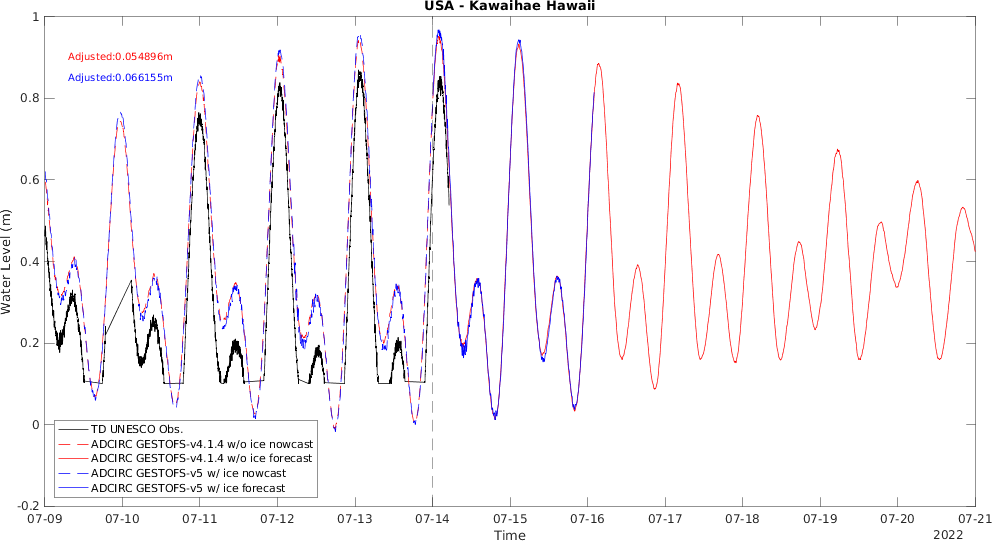 USA - Kawaihae Hawaii
Adjusted:0.054896m
Adjusted:0.066155m
1
0.8
0.6
0.4
0.2
0
-0.2
Water Level (m)
TD UNESCO Obs.
ADCIRC GESTOFS-v4.1.4 w/o ice nowcast
ADCIRC GESTOFS-v4.1.4 w/o ice forecast
ADCIRC GESTOFS-v5 w/ ice nowcast
ADCIRC GESTOFS-v5 w/ ice forecast
07-09 07-10 07-11 07-12 07-13 07-14 07-15 07-16 07-17 07-18 07-19 07-20 07-21
Time
2022